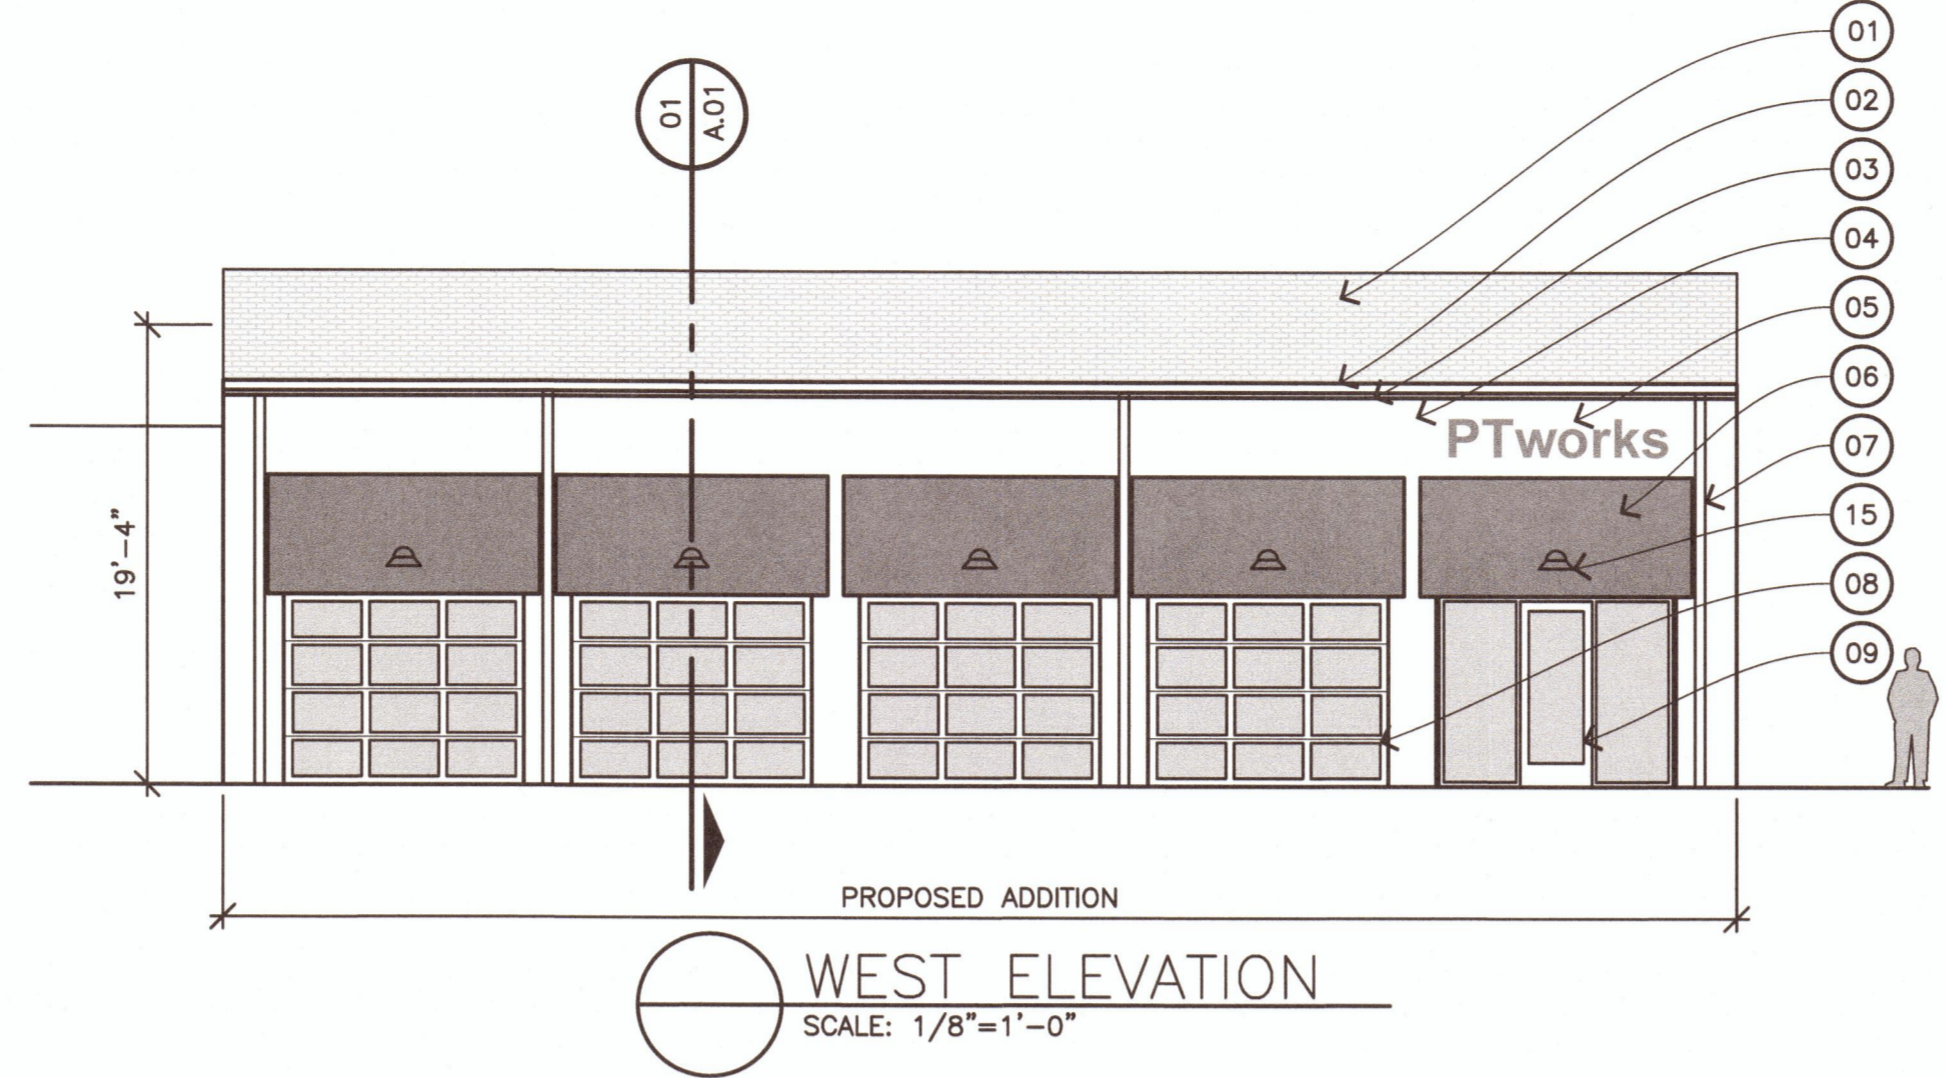 01
01
A.01
02
03
04
05
06
PTworks
07
15
19'-4"
08
09
PROPOSED ADDITION
WEST ELEVATION
SCALE: 1/8"=1'-0"